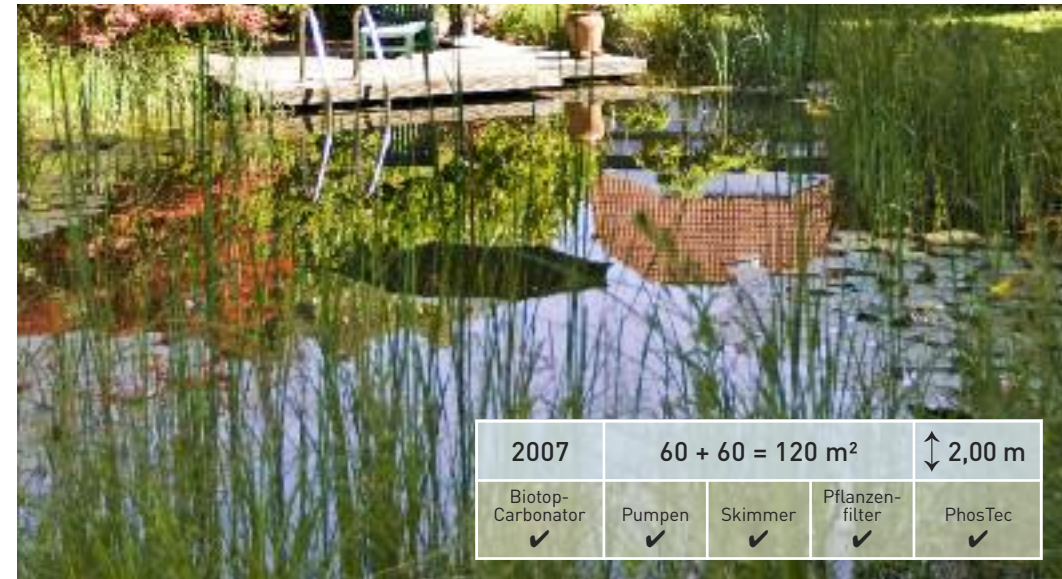 2007 60 + 60 = 120 m² ↕ 2,00 m
Biotop-
Carbonator
✔
Pumpen
✔
Skimmer
✔
Pflanzen-
filter
✔
PhosTec
✔